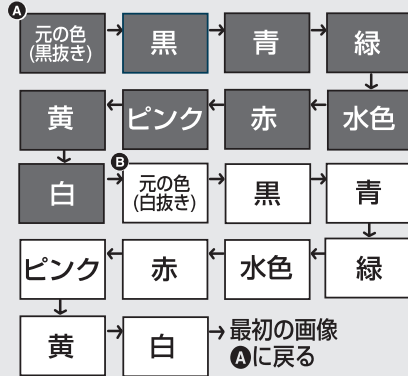 A
元の色
(黒抜き)
黒
青
緑
水色
赤
ピンク
黄
白
B
元の色
(白抜き)
黒
青
緑
水色
赤
ピンク
黄
白
最初の画像
Aに戻る